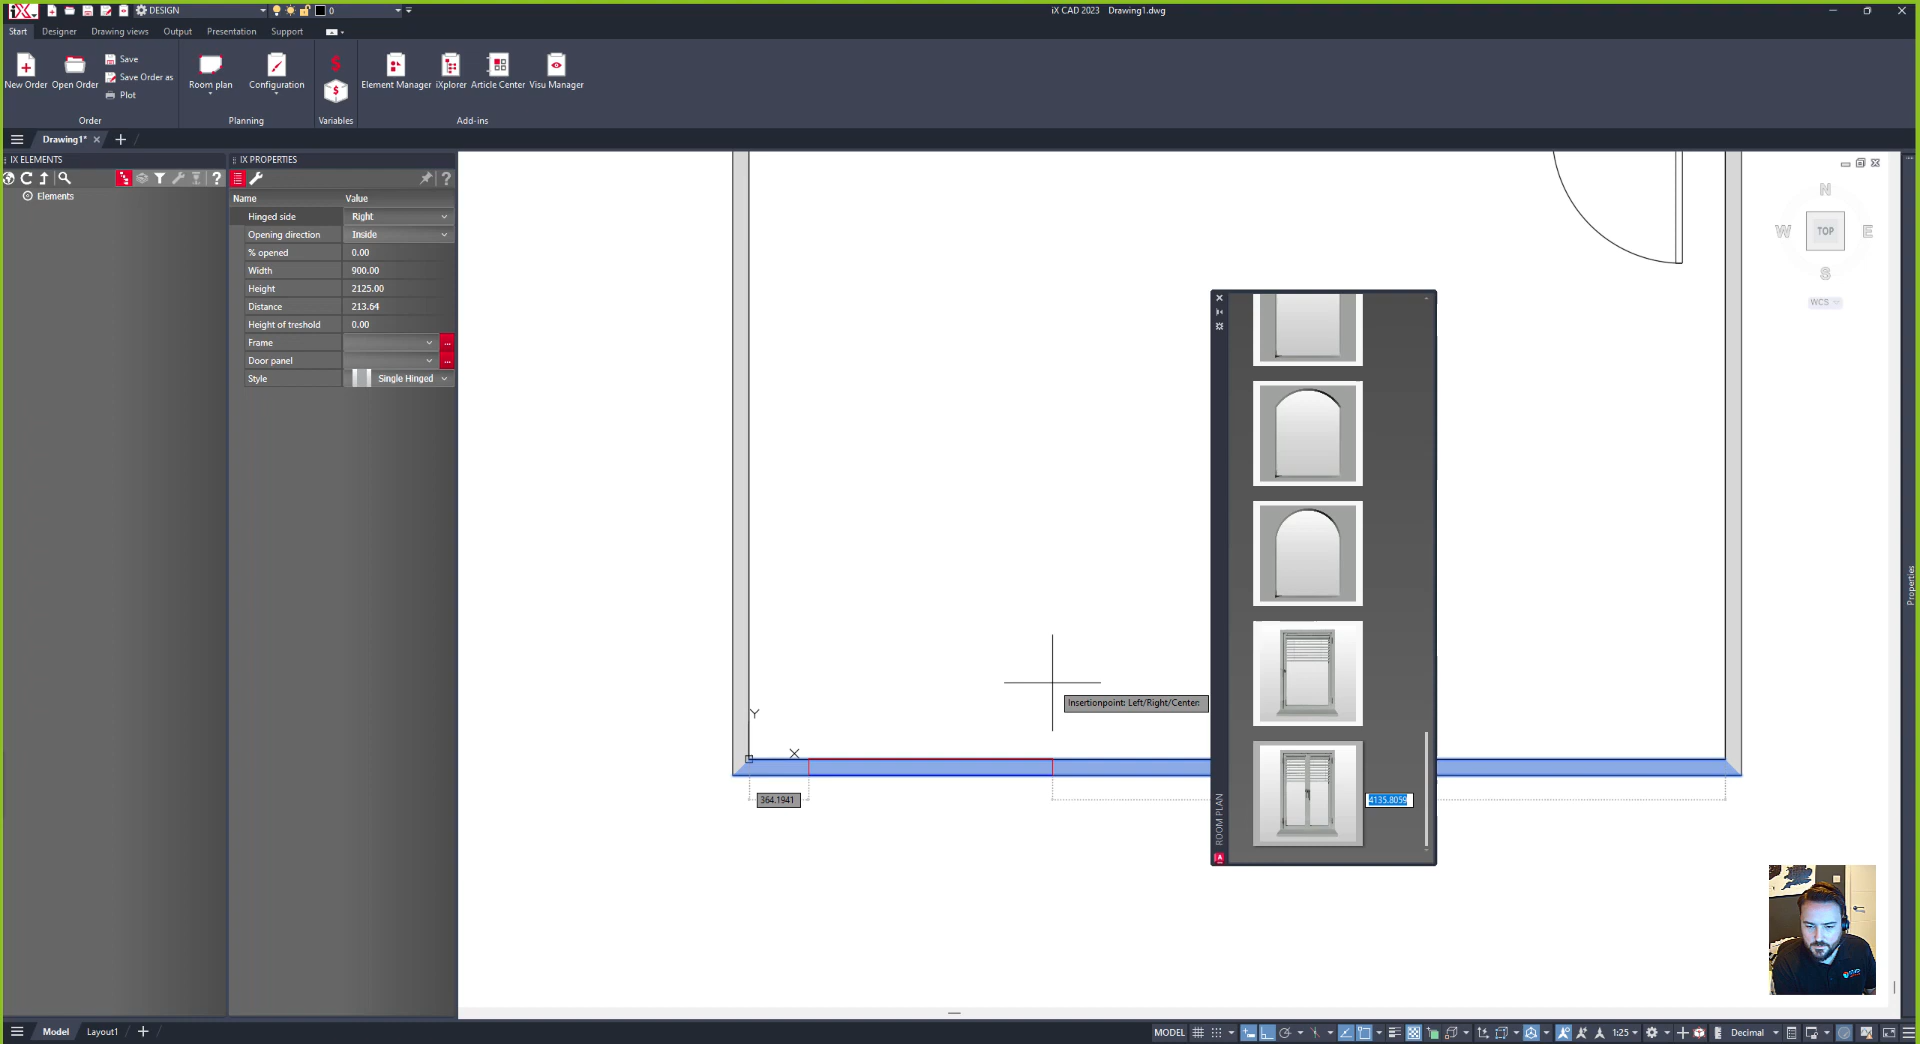 iX
DESIGN
0
iX CAD 2023 Drawing1.dwg
Start Designer Drawing views Output Presentation Support
New Order
Open Order
Save
Save Order as
Plot
Room plan
Configuration
Element Manager iXplorer Article Center Visu Manager
Order
Planning
Variables
Add-ins
Drawing1*
IX ELEMENTS
Elements
IX PROPERTIES
Name Value
Hinged side Right
Opening direction Inside
% opened 0.00
Width 900.00
Height 2125.00
Distance 213.64
Height of treshold 0.00
Frame
Door panel
Style Single Hinged
N
W TOP E
S
WCS
Properties
Insertionpoint: Left/Right/Center:
Y
X
364.1941
4135.8059
ROOM PLAN
Model Layout1
MODEL
1:25
Decimal